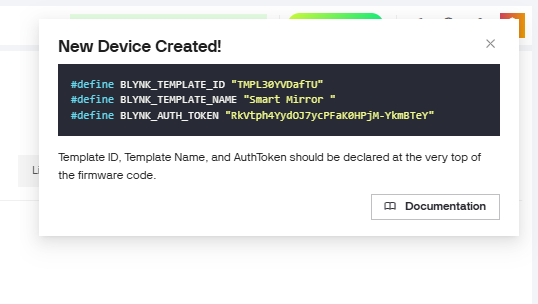 New Device Created!
#define BLYNK_TEMPLATE_ID "TMPL30YVDafTU"
#define BLYNK_TEMPLATE_NAME "Smart Mirror "
#define BLYNK_AUTH_TOKEN "RkVtph4YydOJ7ycPFaK0HPjM-YkmBTeY"
Template ID, Template Name, and AuthToken should be declared at the very top of
the firmware code.
Documentation